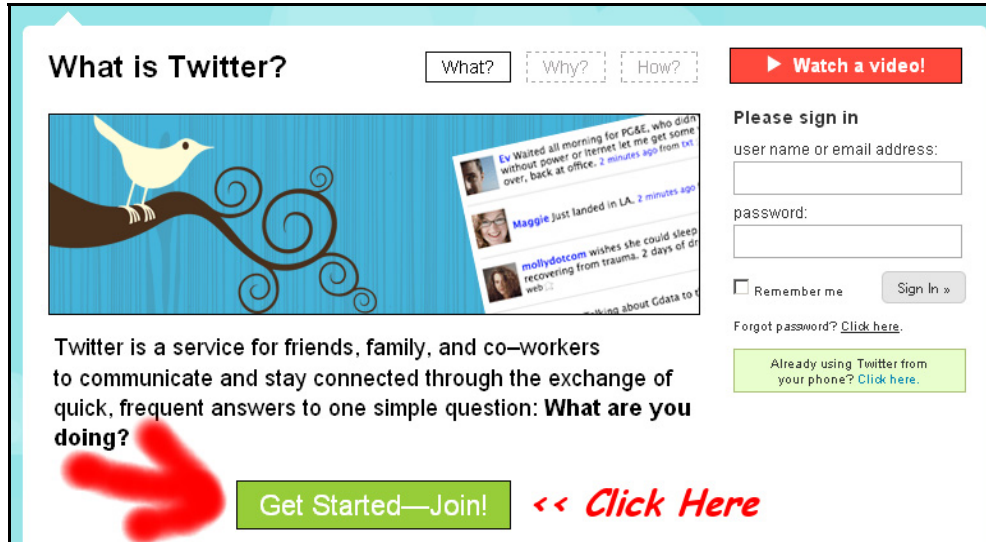 What is Twitter?
What?
Why?
How?
Ev Waited all morning for PG&E, who didn
without power or iternet let me get some
over, back at office. 2 minutes ago from txt
Maggie Just landed in LA. 2 minutes ago
mollydotcom wishes she could sleep
recovering from trauma. 2 days of dr
web
king about Gdata to t
Twitter is a service for friends, family, and co–workers
to communicate and stay connected through the exchange of
quick, frequent answers to one simple question: What are you
doing?
Get Started—Join!
<< Click Here
Watch a video!
Please sign in
user name or email address:
password:
Remember me
Sign In »
Forgot password? Click here.
Already using Twitter from
your phone? Click here.